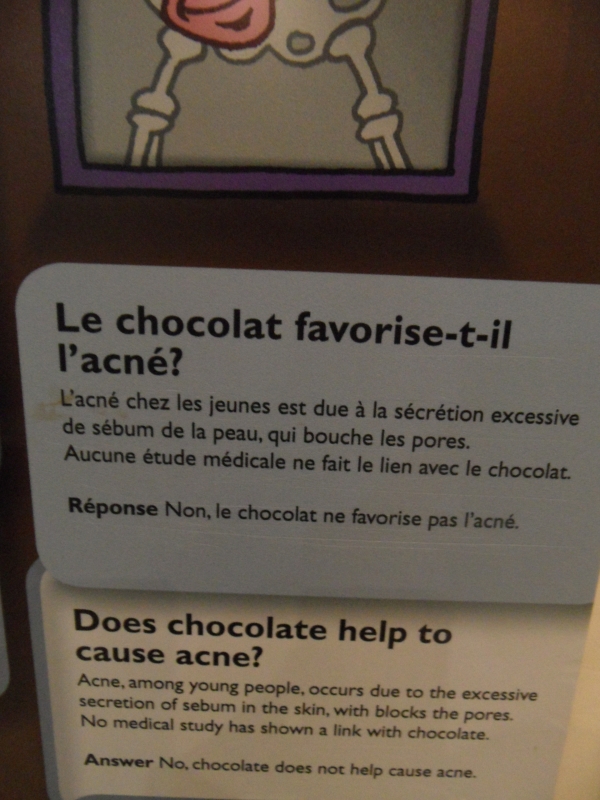 Le chocolat favorise-t-il
l'acné?
L'acné chez les jeunes est due à la sécrétion excessive
de sébum de la peau, qui bouche les pores.
Aucune étude médicale ne fait le lien avec le chocolat.
Réponse Non, le chocolat ne favorise pas l'acné.
Does chocolate help to
cause acne?
Acne, among young people, occurs due to the excessive
secretion of sebum in the skin, with blocks the pores.
No medical study has shown a link with chocolate.
Answer No, chocolate does not help cause acne.